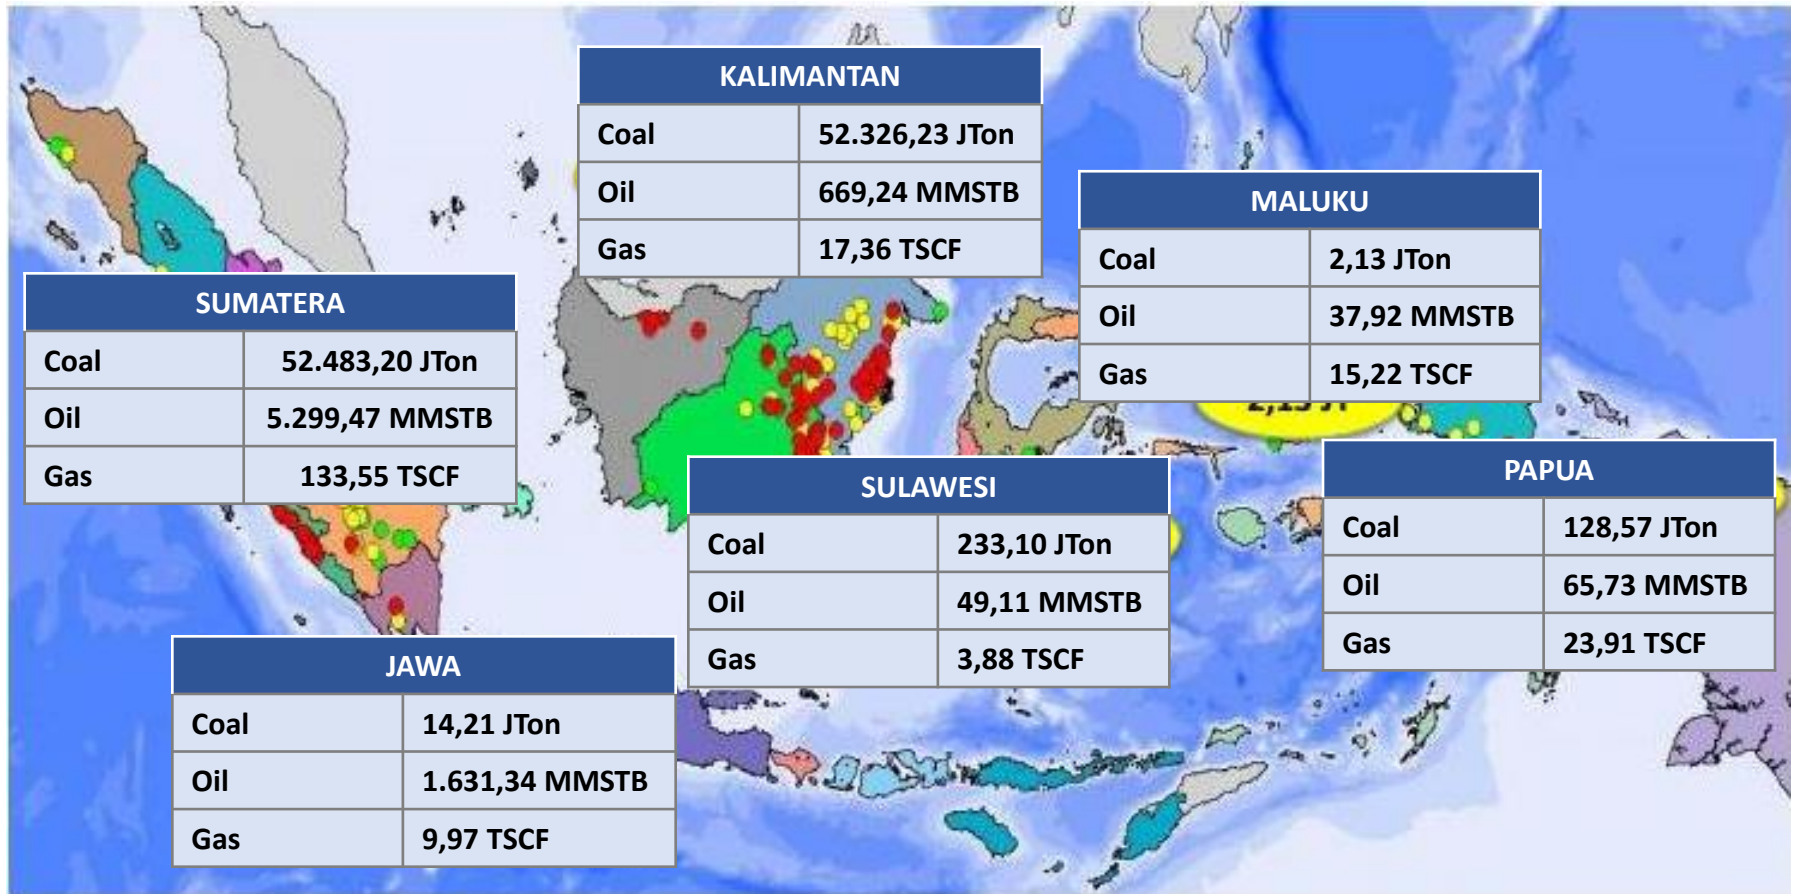 KALIMANTAN
Coal 52.326,23 JTon
Oil 669,24 MMSTB
Gas 17,36 TSCF
MALUKU
Coal 2,13 JTon
Oil 37,92 MMSTB
Gas 15,22 TSCF
SUMATERA
Coal 52.483,20 JTon
Oil 5.299,47 MMSTB
Gas 133,55 TSCF
SULAWESI
Coal 233,10 JTon
Oil 49,11 MMSTB
Gas 3,88 TSCF
PAPUA
Coal 128,57 JTon
Oil 65,73 MMSTB
Gas 23,91 TSCF
JAWA
Coal 14,21 JTon
Oil 1.631,34 MMSTB
Gas 9,97 TSCF